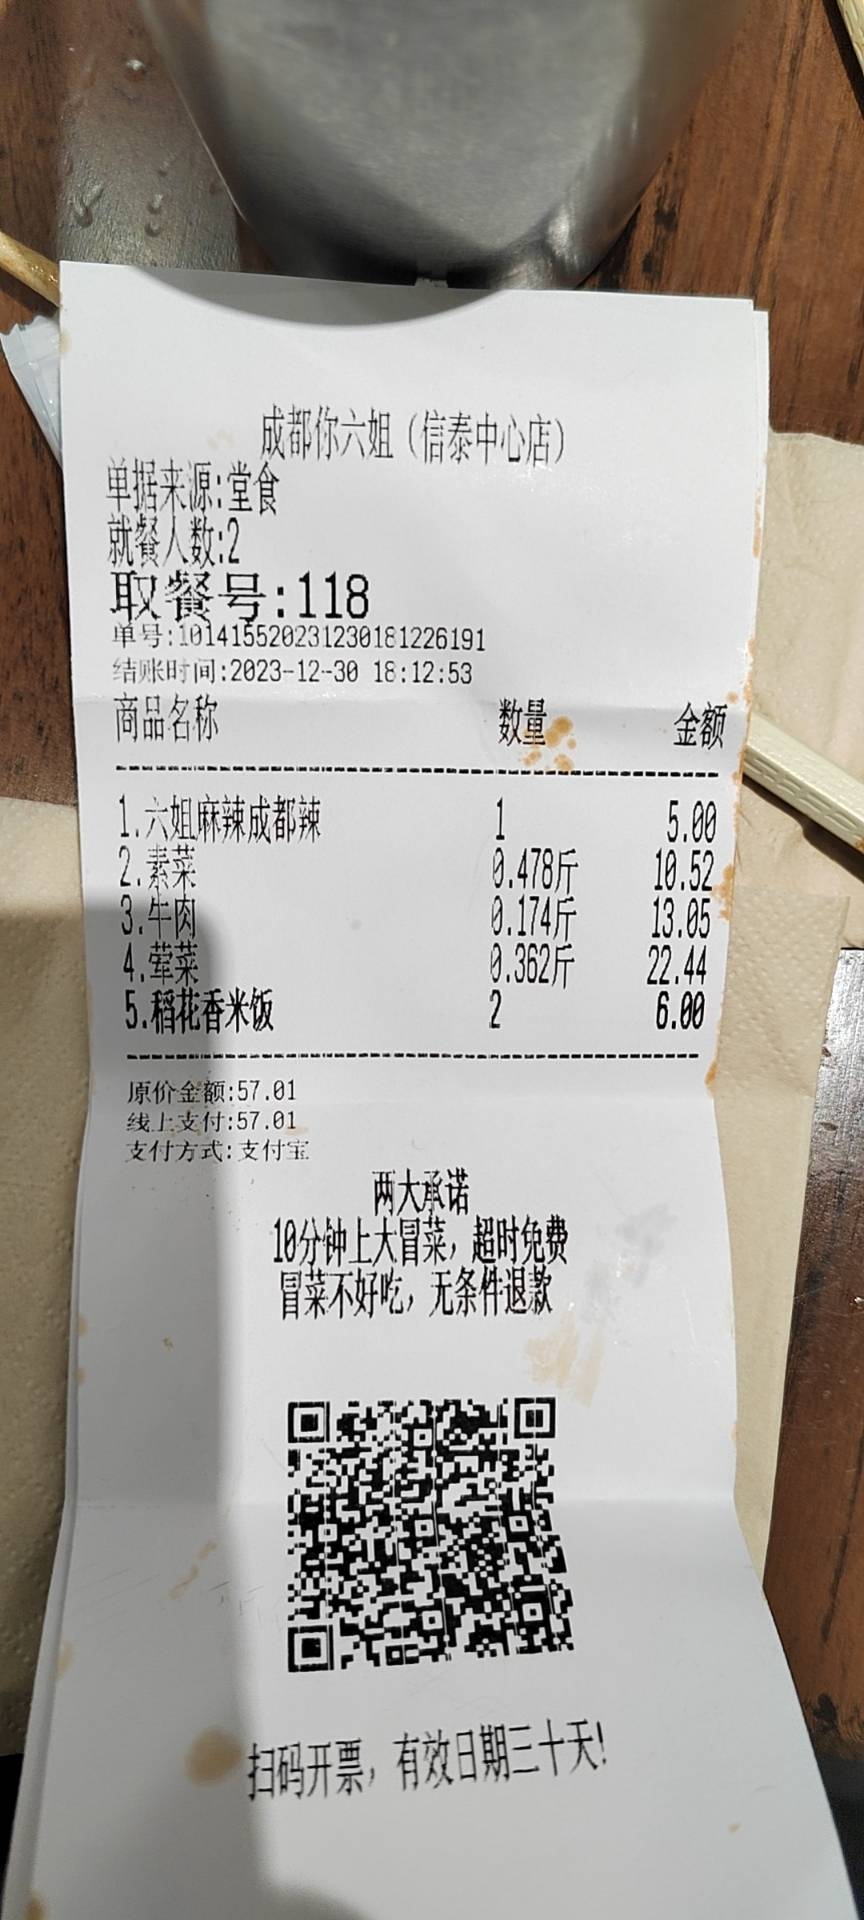 成都你六姐（信泰中心店）
单据来源:堂食
就餐人数:2
取餐号:118
单号:101415520231230181226191
结账时间:2023-12-30 18:12:53
商品名称 数量 金额
1.六姐麻辣成都辣 1 5.00
2.素菜 0.478斤 10.52
3.牛肉 0.174斤 13.05
4.荤菜 0.362斤 22.44
5.稻花香米饭 2 6.00
原价金额:57.01
线上支付:57.01
支付方式:支付宝
两大承诺
10分钟上大冒菜，超时免费
冒菜不好吃，无条件退款
扫码开票，有效日期三十天!